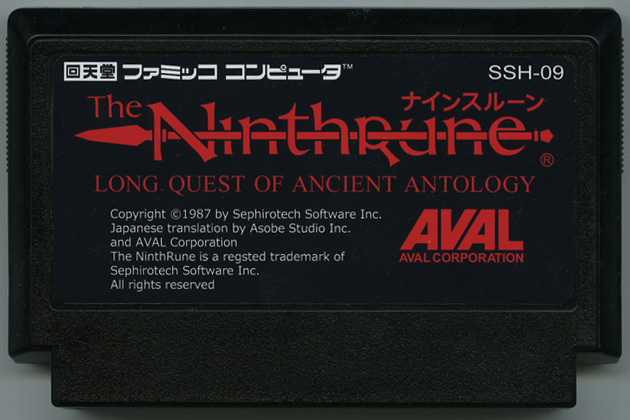 回天堂 ファミッコ コンピュータ™ SSH-09
ナインスルーン
The NinthRune®
LONG QUEST OF ANCIENT ANTOLOGY
Copyright ©1987 by Sephirotech Software Inc.
Japanese translation by Asobe Studio Inc.
and AVAL Corporation
The NinthRune is a regsted trademark of
Sephirotech Software Inc.
All rights reserved
AVAL
AVAL CORPORATION